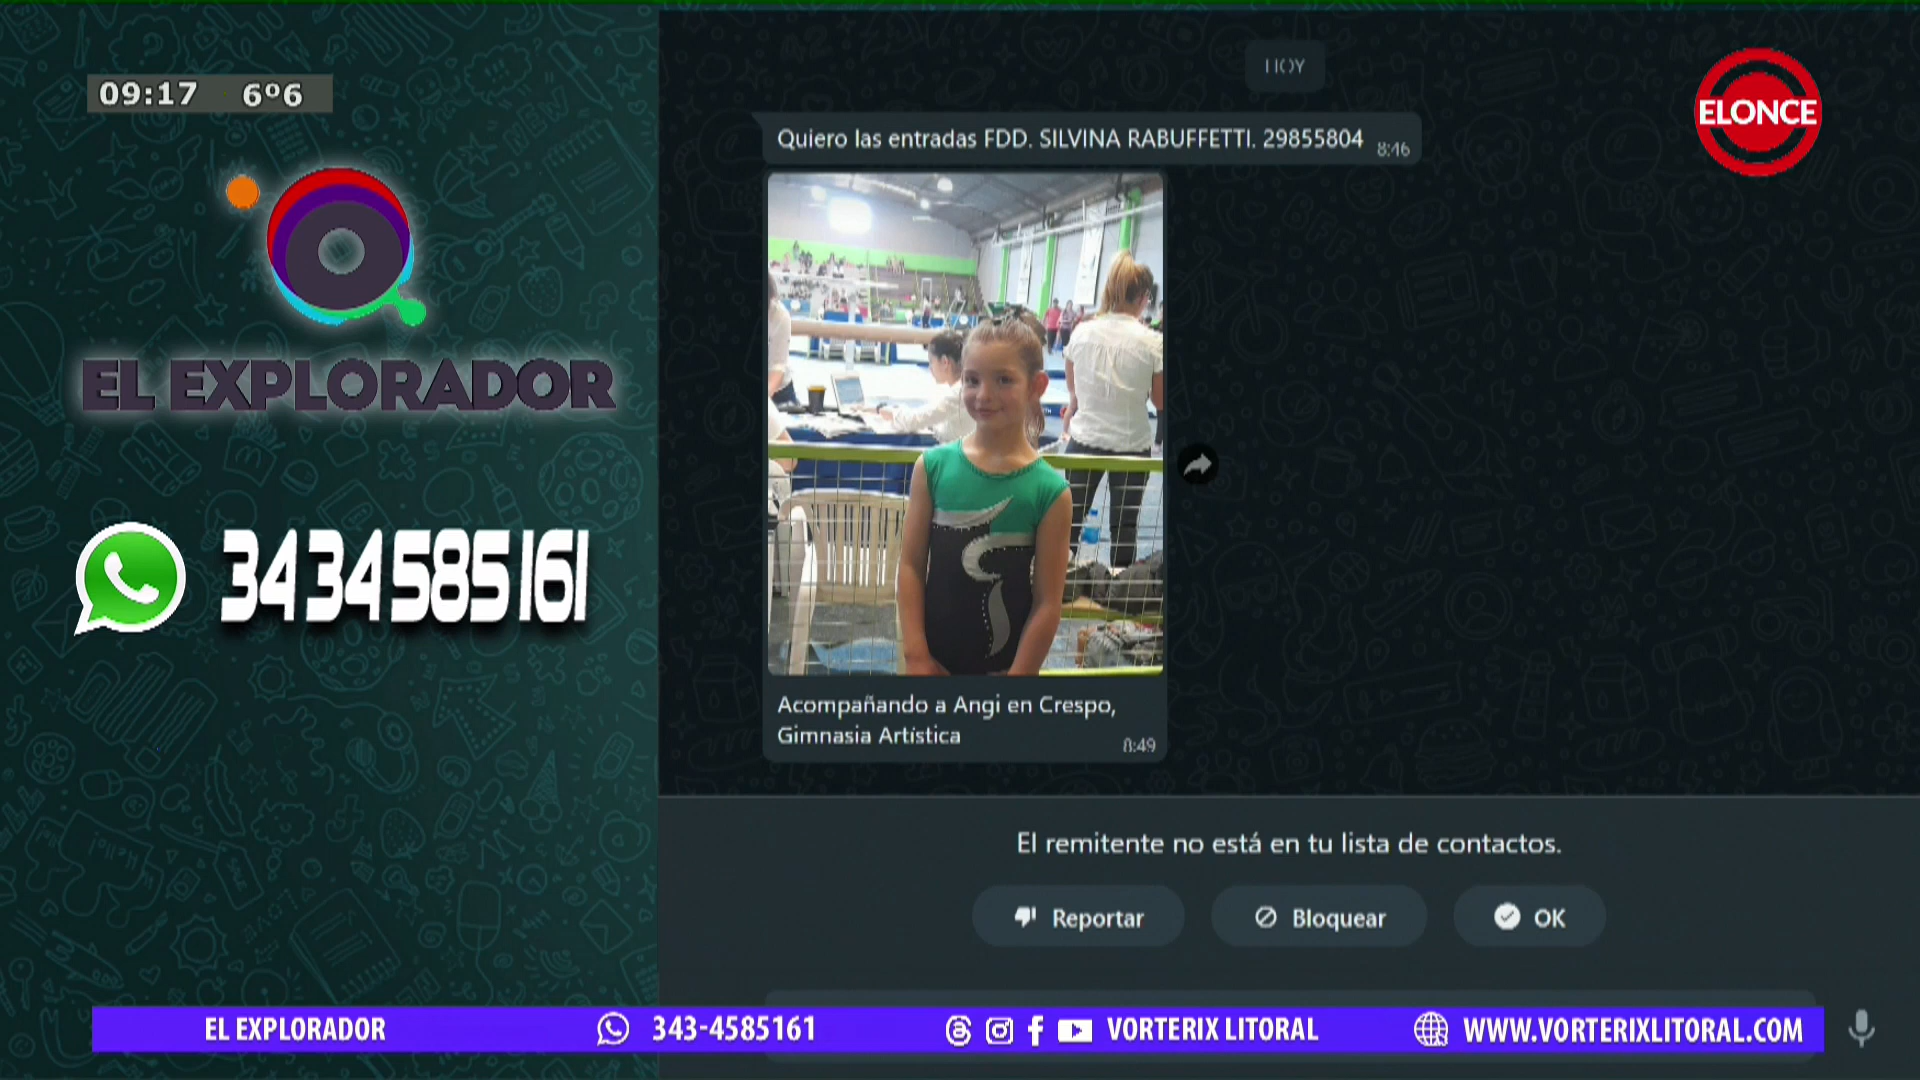 09:17 6º6
EL EXPLORADOR
3434585161
HOY
Quiero las entradas FDD. SILVINA RABUFFETTI. 29855804 8:46
Acompañando a Angi en Crespo,
Gimnasia Artística
8:49
ELONCE
El remitente no está en tu lista de contactos.
Reportar Bloquear OK
EL EXPLORADOR 343-4585161 VORTERIX LITORAL WWW.VORTERIXLITORAL.COM